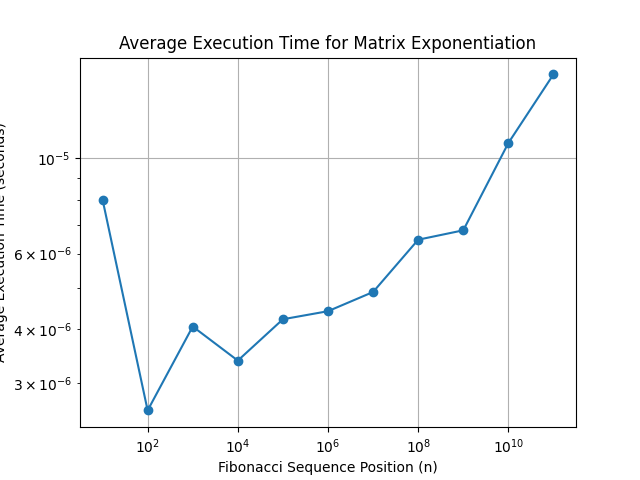 Average Execution Time for Matrix Exponentiation
Average Execution Time (seconds)
10⁻⁵
6 × 10⁻⁶
4 × 10⁻⁶
3 × 10⁻⁶
10² 10⁴ 10⁶ 10⁸ 10¹⁰
Fibonacci Sequence Position (n)